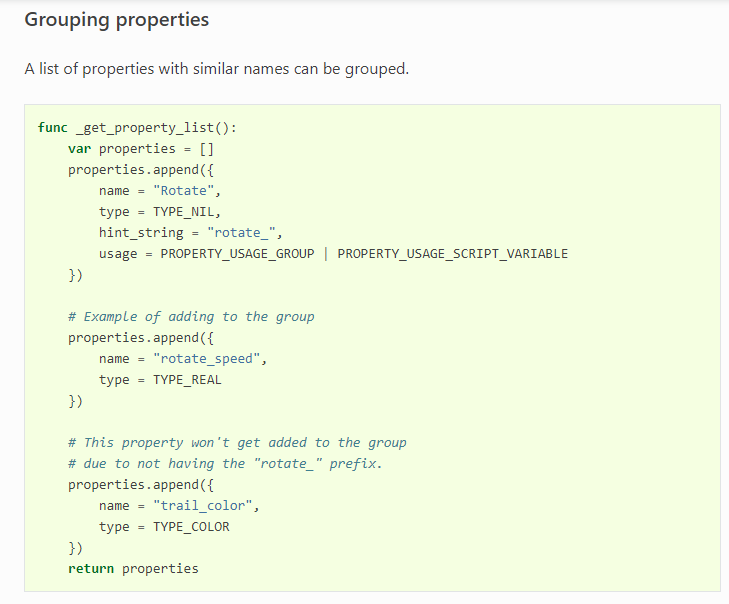 Grouping properties
A list of properties with similar names can be grouped.
func _get_property_list():
    var properties = []
    properties.append({
        name = "Rotate",
        type = TYPE_NIL,
        hint_string = "rotate_",
        usage = PROPERTY_USAGE_GROUP | PROPERTY_USAGE_SCRIPT_VARIABLE
    })
    # Example of adding to the group
    properties.append({
        name = "rotate_speed",
        type = TYPE_REAL
    })
    # This property won't get added to the group
    # due to not having the "rotate_" prefix.
    properties.append({
        name = "trail_color",
        type = TYPE_COLOR
    })
    return properties